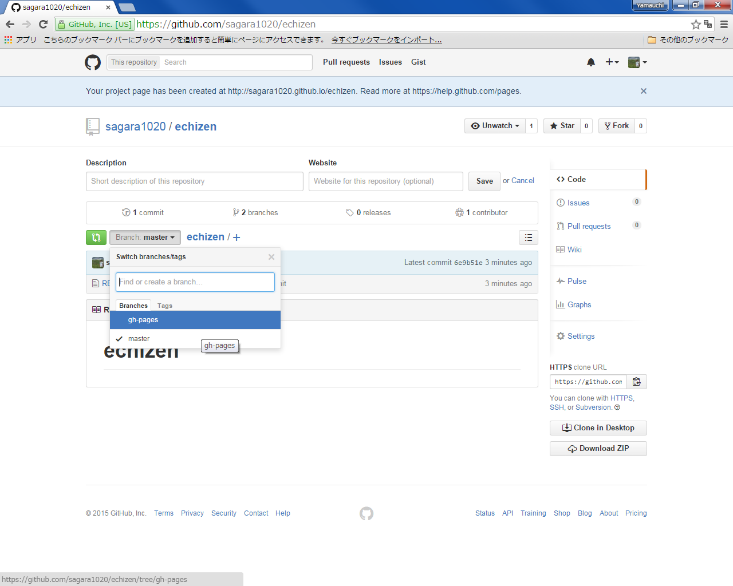 sagara1020/echizen
Yamauchi
GitHub, Inc. [US] https://github.com/sagara1020/echizen
アプリ こちらのブックマーク バーにブックマークを追加すると簡単にページにアクセスできます。 今すぐブックマークをインポート...
その他のブックマーク
This repository Search Pull requests Issues Gist
Your project page has been created at http://sagara1020.github.io/echizen. Read more at https://help.github.com/pages.
sagara1020 / echizen
Unwatch 1 Star 0 Fork 0
Description Website
Short description of this repository Website for this repository (optional) Save or Cancel
1 commit 2 branches 0 releases 1 contributor
Branch: master echizen / +
Switch branches/tags
Latest commit 6e9b51e 3 minutes ago
Find or create a branch...
3 minutes ago
Branches Tags
gh-pages
master
gh-pages
echizen
Code
Issues 0
Pull requests 0
Wiki
Pulse
Graphs
Settings
HTTPS clone URL
https://github.con
You can clone with HTTPS,
SSH, or Subversion.
Clone in Desktop
Download ZIP
© 2015 GitHub, Inc. Terms Privacy Security Contact Help
Status API Training Shop Blog About Pricing
https://github.com/sagara1020/echizen/tree/gh-pages